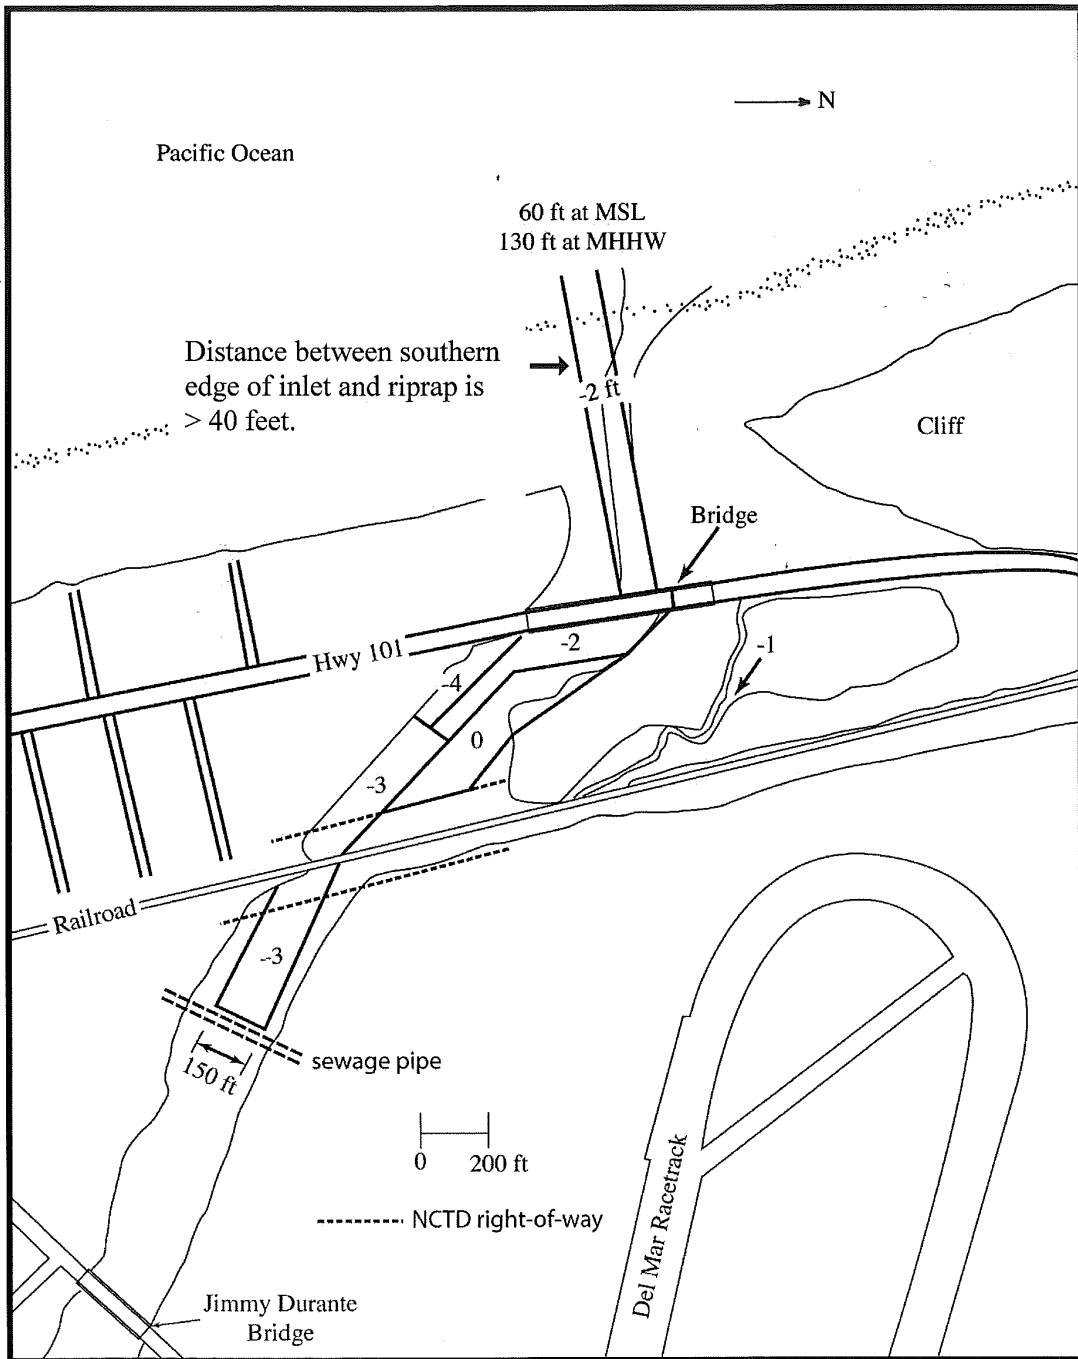 N
Pacific Ocean
60 ft at MSL
130 ft at MHHW
Distance between southern
edge of inlet and riprap is
> 40 feet.
-2 ft
Cliff
Bridge
Hwy 101
-2
-1
-4
0
-3
Railroad
-3
sewage pipe
150 ft
0 200 ft
NCTD right-of-way
Del Mar Racetrack
Jimmy Durante
Bridge